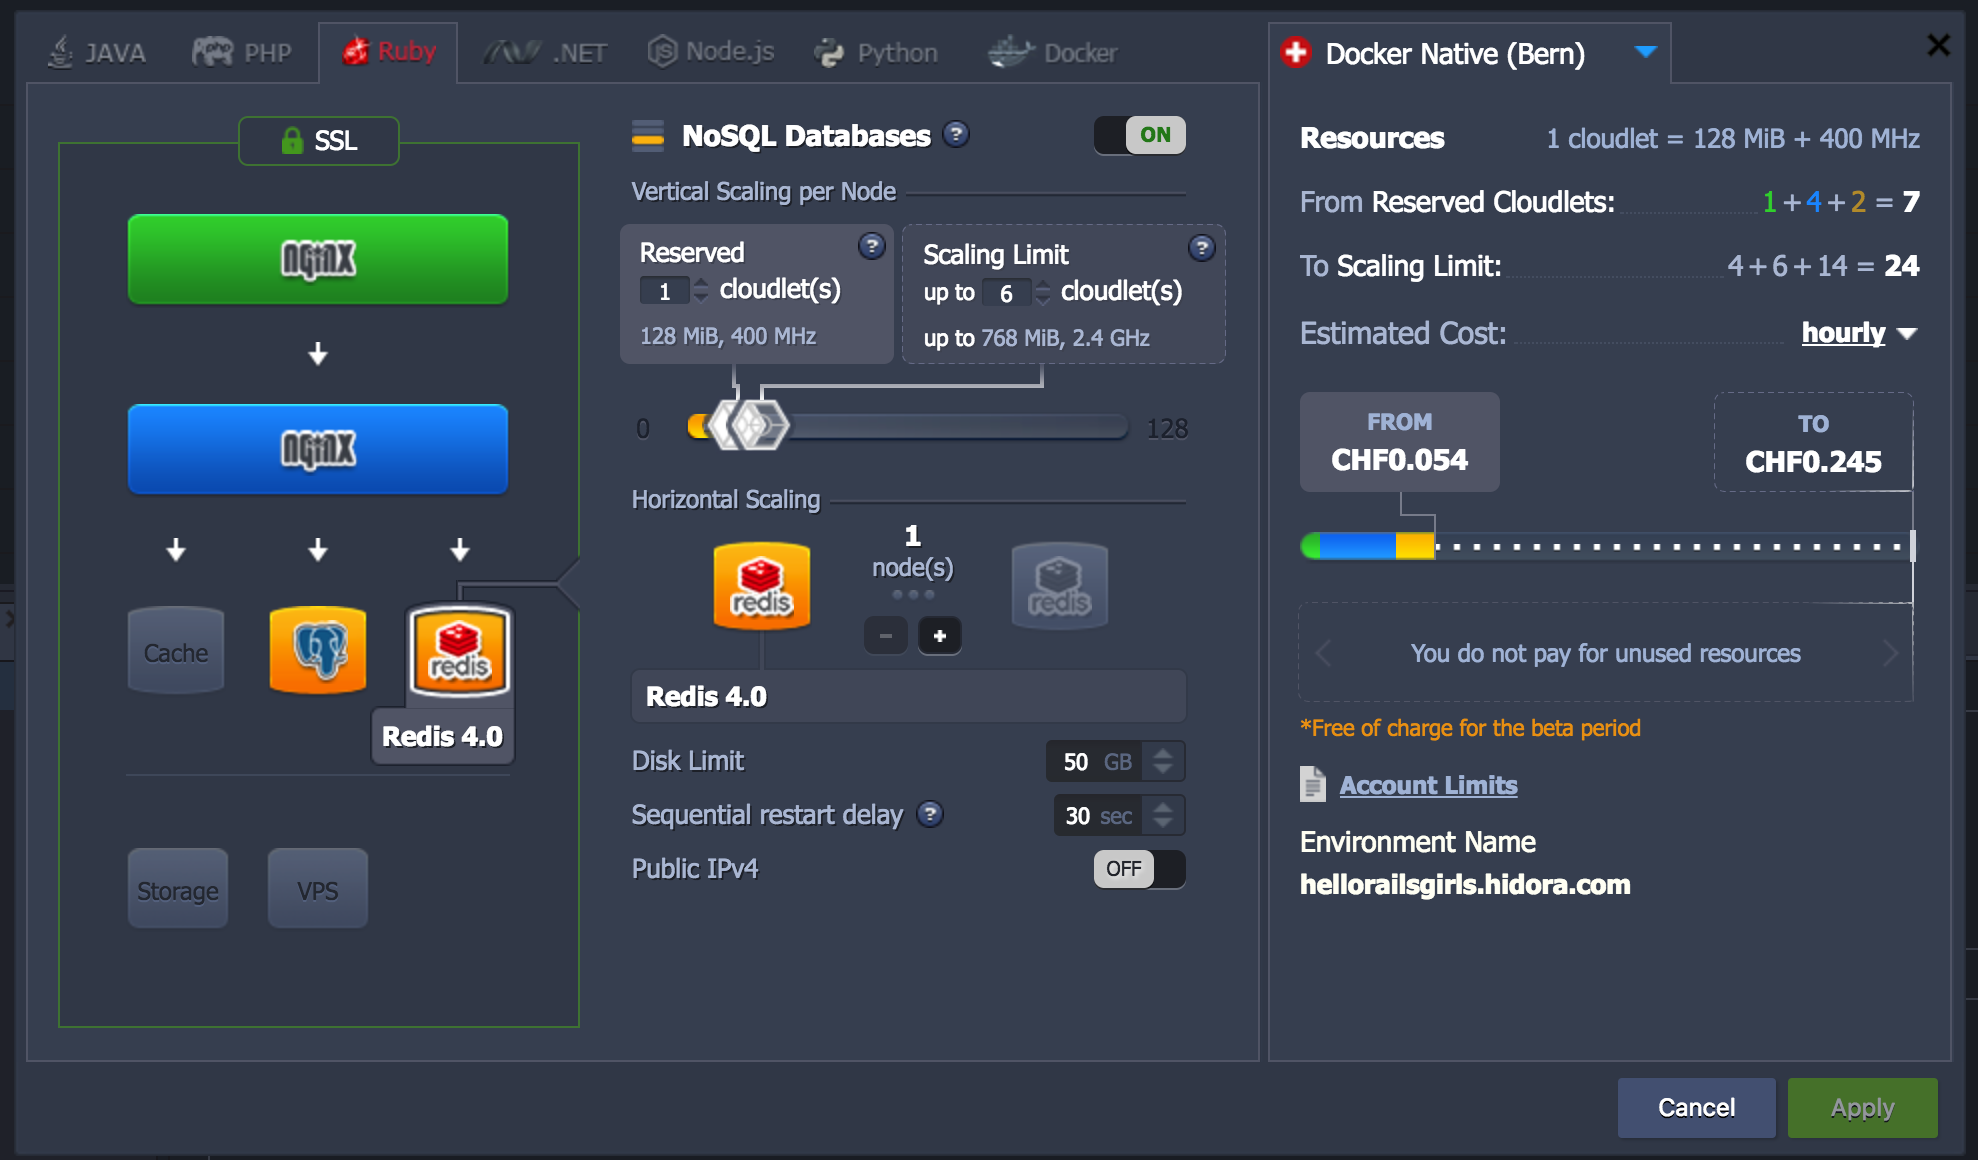 JAVA
PHP
Ruby
.NET
Node.js
Python
Docker
Docker Native (Bern)
SSL
NGINX
NGINX
Cache
redis
Redis 4.0
Storage
VPS
NoSQL Databases ?
ON
Vertical Scaling per Node
Reserved ?
1 cloudlet(s)
128 MiB, 400 MHz
Scaling Limit ?
up to 6 cloudlet(s)
up to 768 MiB, 2.4 GHz
0
128
Horizontal Scaling
redis
1
node(s)
- +
redis
Redis 4.0
Disk Limit 50 GB
Sequential restart delay ? 30 sec
Public IPv4 OFF
Resources 1 cloudlet = 128 MiB + 400 MHz
From Reserved Cloudlets: 1 + 4 + 2 = 7
To Scaling Limit: 4 + 6 + 14 = 24
Estimated Cost: hourly
FROM
CHF0.054
TO
CHF0.245
You do not pay for unused resources
*Free of charge for the beta period
Account Limits
Environment Name
hellorailsgirls.hidora.com
Cancel
Apply